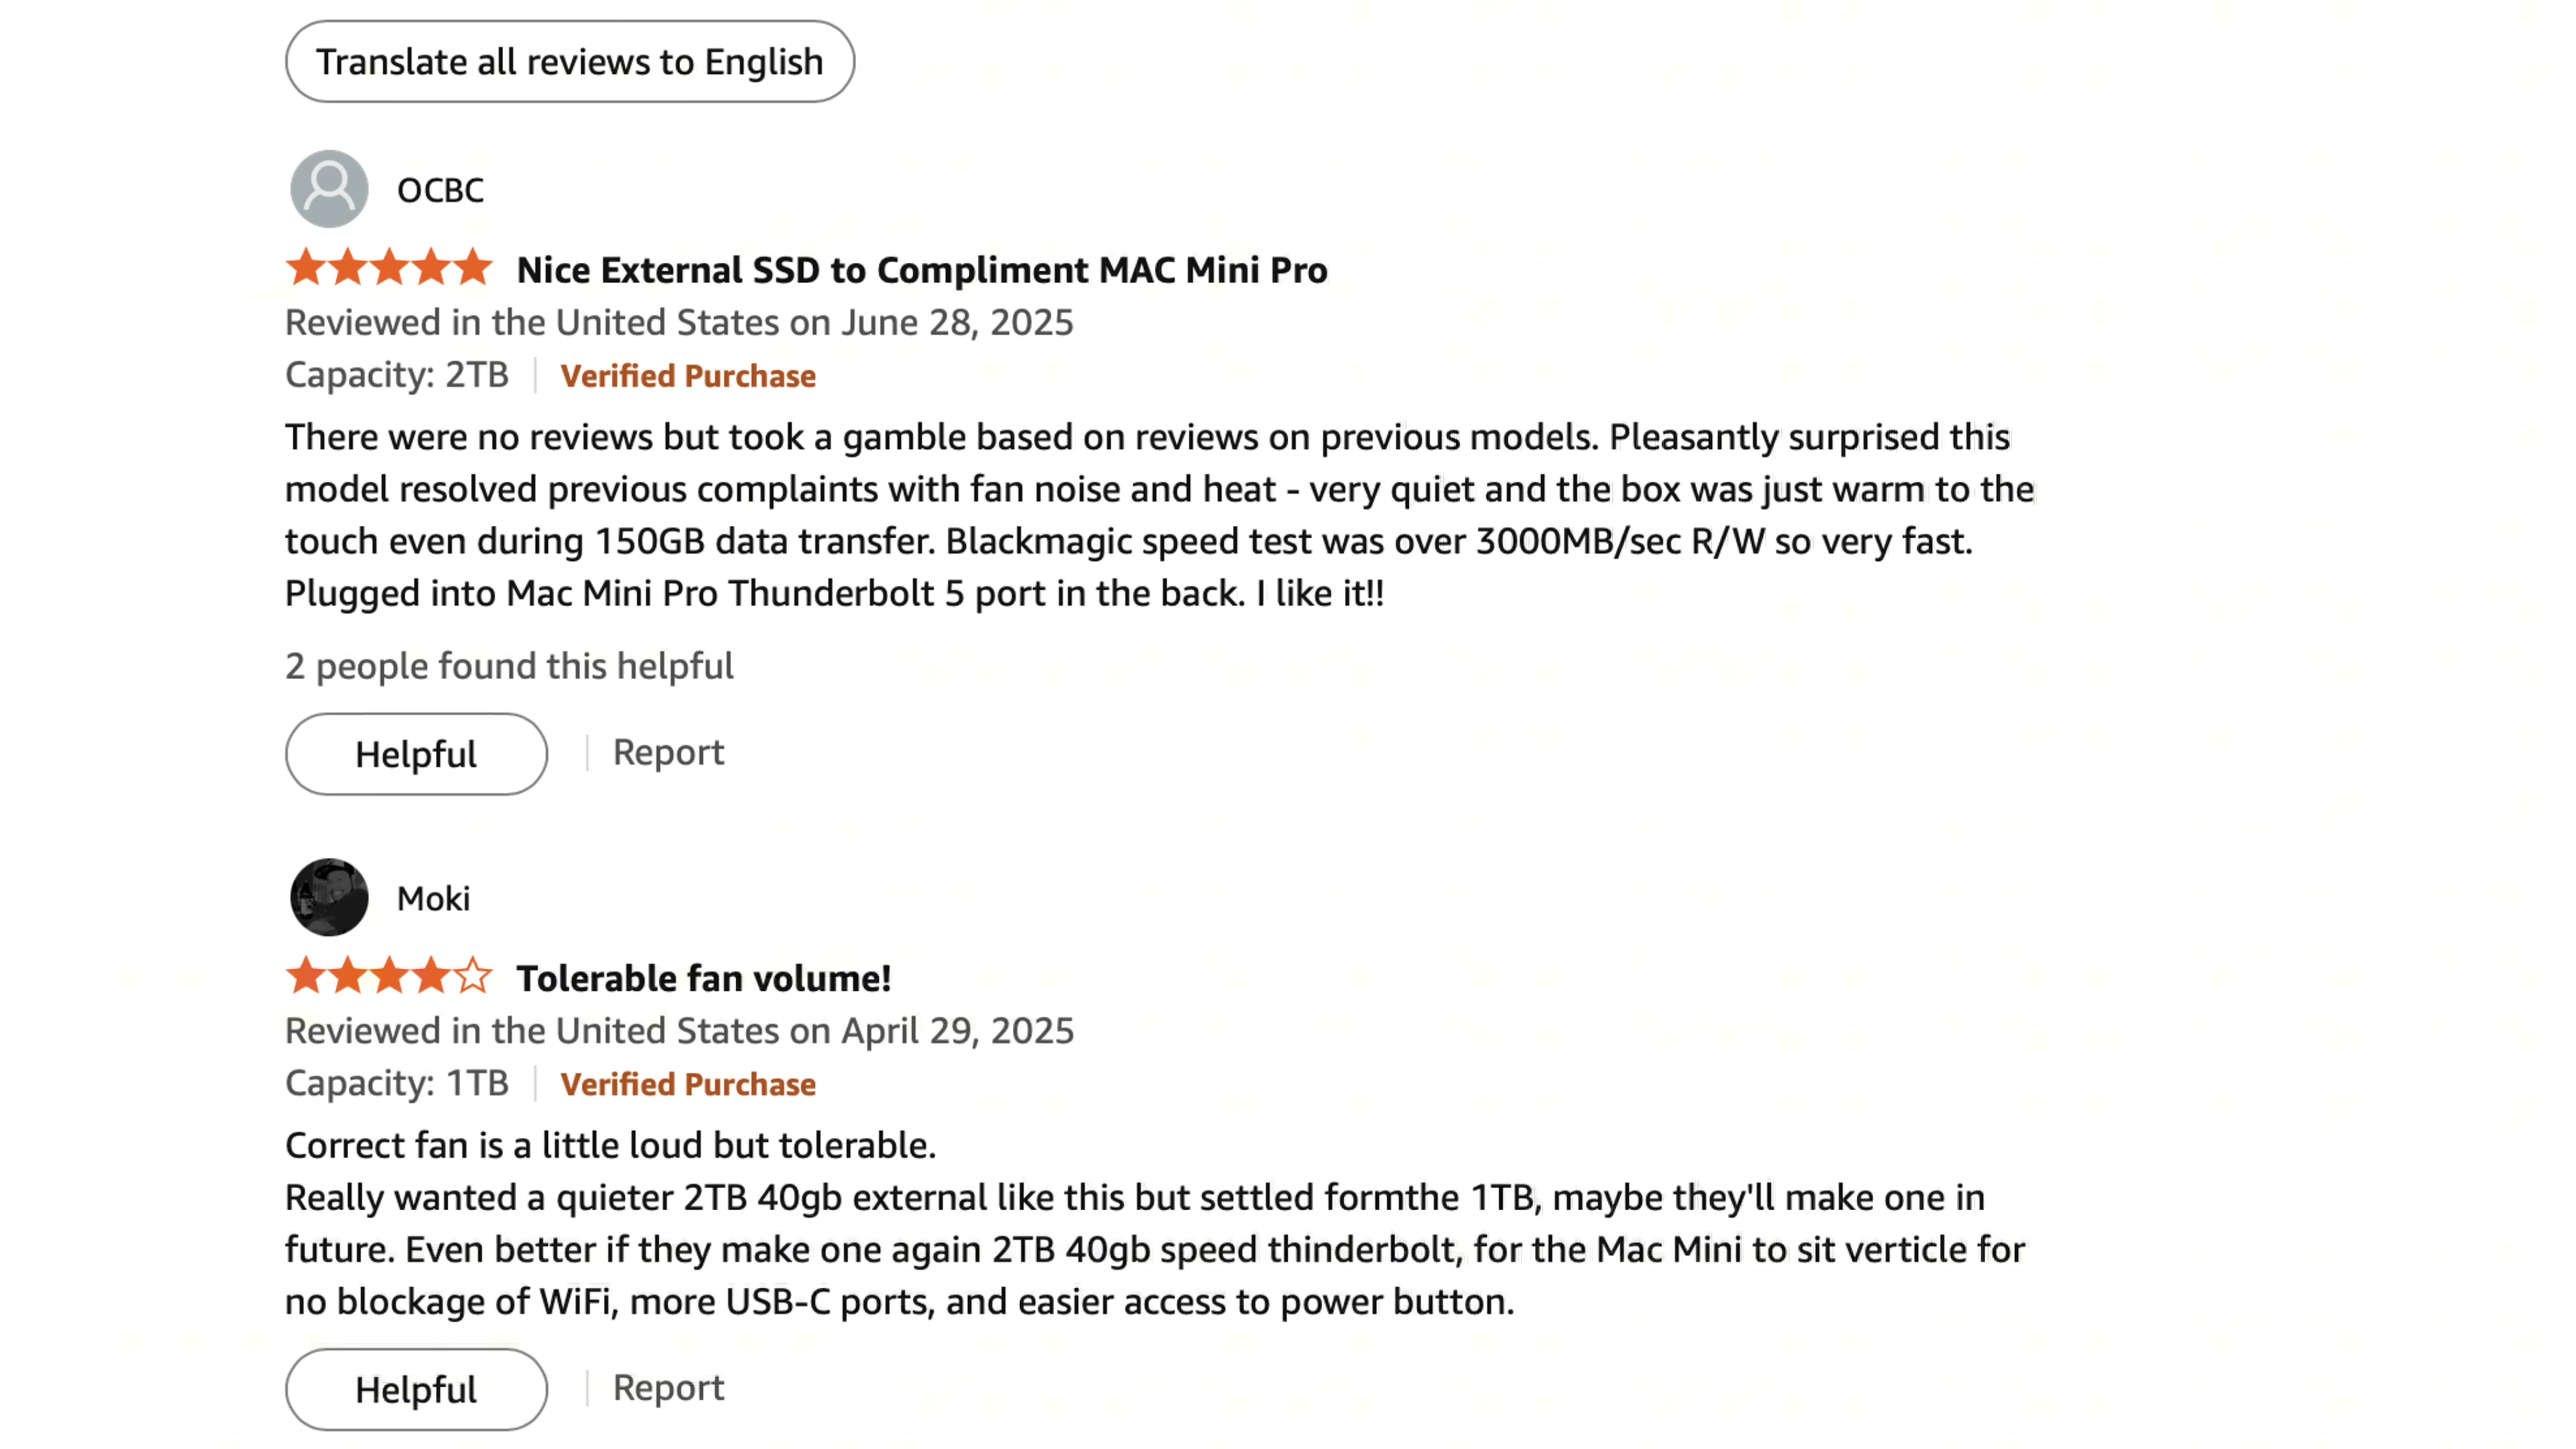 Translate all reviews to English
OCBC
Nice External SSD to Compliment MAC Mini Pro
Reviewed in the United States on June 28, 2025
Capacity: 2TB | Verified Purchase
There were no reviews but took a gamble based on reviews on previous models. Pleasantly surprised this
model resolved previous complaints with fan noise and heat - very quiet and the box was just warm to the
touch even during 150GB data transfer. Blackmagic speed test was over 3000MB/sec R/W so very fast.
Plugged into Mac Mini Pro Thunderbolt 5 port in the back. I like it!!
2 people found this helpful
Helpful | Report
Moki
Tolerable fan volume!
Reviewed in the United States on April 29, 2025
Capacity: 1TB | Verified Purchase
Correct fan is a little loud but tolerable.
Really wanted a quieter 2TB 40gb external like this but settled formthe 1TB, maybe they'll make one in
future. Even better if they make one again 2TB 40gb speed thinderbolt, for the Mac Mini to sit verticle for
no blockage of WiFi, more USB-C ports, and easier access to power button.
Helpful | Report